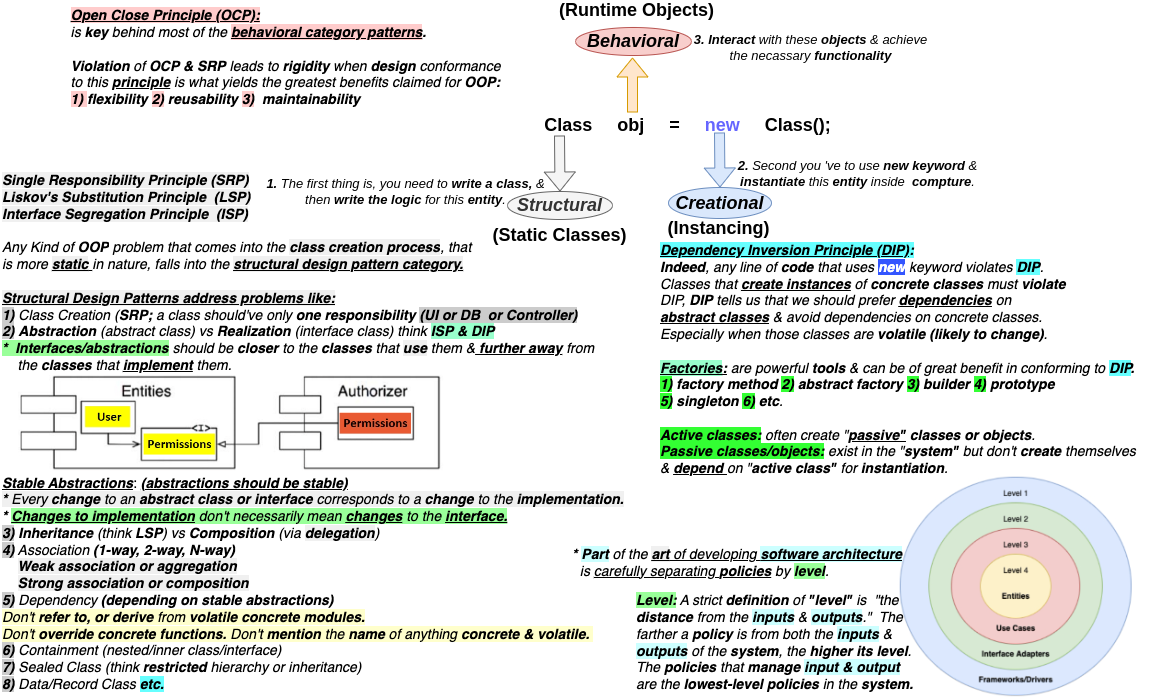 Open Close Principle (OCP):
is key behind most of the behavioral category patterns.
Violation of OCP & SRP leads to rigidity when design conformance
to this principle is what yields the greatest benefits claimed for OOP:
1) flexibility 2) reusability 3) maintainability
(Runtime Objects)
Behavioral
3. Interact with these objects & achieve
the necassary functionality
Class obj = new Class();
1. The first thing is, you need to write a class, &
then write the logic for this entity.
Structural
(Static Classes)
2. Second you 've to use new keyword &
instantiate this entity inside compture.
Creational
(Instancing)
Single Responsibility Principle (SRP)
Liskov's Substitution Principle (LSP)
Interface Segregation Principle (ISP)
Any Kind of OOP problem that comes into the class creation process, that
is more static in nature, falls into the structural design pattern category.
Structural Design Patterns address problems like:
1) Class Creation (SRP; a class should've only one responsibility (UI or DB or Controller)
2) Abstraction (abstract class) vs Realization (interface class) think ISP & DIP
* Interfaces/abstractions should be closer to the classes that use them & further away from
the classes that implement them.
Entities
User
<I>
Permissions
Authorizer
Permissions
Stable Abstractions: (abstractions should be stable)
* Every change to an abstract class or interface corresponds to a change to the implementation.
* Changes to implementation don't necessarily mean changes to the interface.
3) Inheritance (think LSP) vs Composition (via delegation)
4) Association (1-way, 2-way, N-way)
Weak association or aggregation
Strong association or composition
5) Dependency (depending on stable abstractions)
Don't refer to, or derive from volatile concrete modules.
Don't override concrete functions. Don't mention the name of anything concrete & volatile.
6) Containment (nested/inner class/interface)
7) Sealed Class (think restricted hierarchy or inheritance)
8) Data/Record Class etc.
Dependency Inversion Principle (DIP):
Indeed, any line of code that uses new keyword violates DIP.
Classes that create instances of concrete classes must violate
DIP, DIP tells us that we should prefer dependencies on
abstract classes & avoid dependencies on concrete classes.
Especially when those classes are volatile (likely to change).
Factories: are powerful tools & can be of great benefit in conforming to DIP.
1) factory method 2) abstract factory 3) builder 4) prototype
5) singleton 6) etc.
Active classes: often create "passive" classes or objects.
Passive classes/objects: exist in the "system" but don't create themselves
& depend on "active class" for instantiation.
* Part of the art of developing software architecture
is carefully separating policies by level.
Level: A strict definition of "level" is "the
distance from the inputs & outputs." The
farther a policy is from both the inputs &
outputs of the system, the higher its level.
The policies that manage input & output
are the lowest-level policies in the system.
Level 1
Level 2
Level 3
Level 4
Entities
Use Cases
Interface Adapters
Frameworks/Drivers